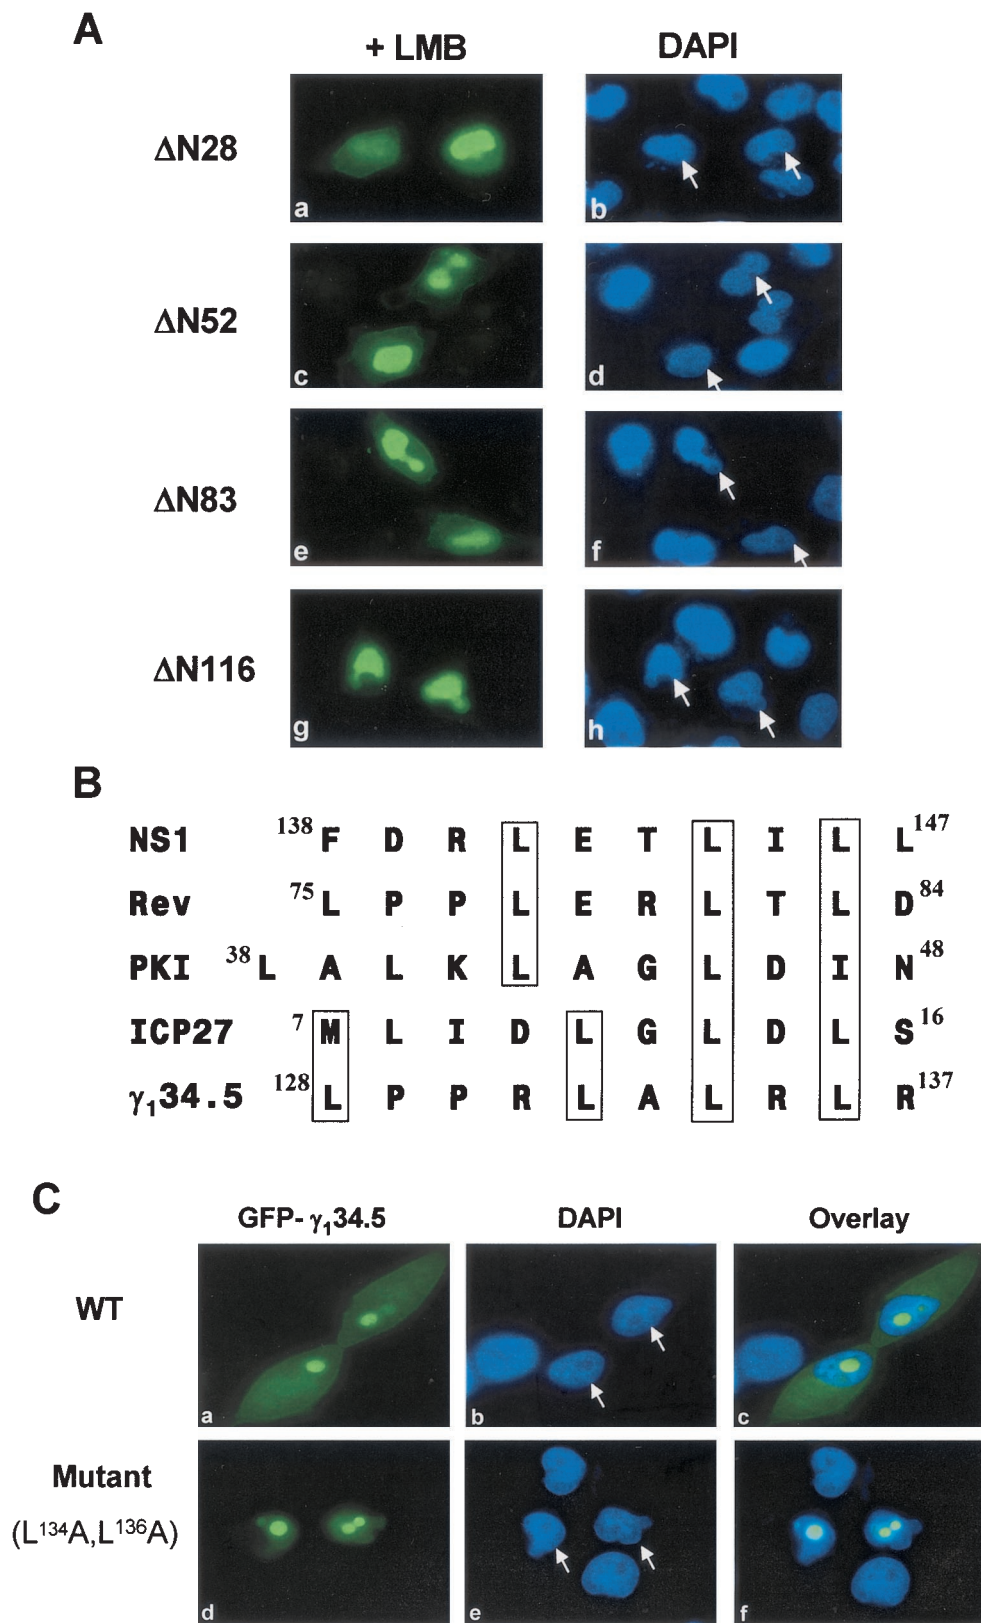 A
+ LMB DAPI
ΔN28
a b
ΔN52
c d
ΔN83
e f
ΔN116
g h
B
NS1 138 F D R L E T L I L L 147
Rev 75 L P P L E R L T L D 84
PKI 38 L A L K L A G L D I N 48
ICP27 7 M L I D L G L D L S 16
γ134.5 128 L P P R L A L R L R 137
C
GFP- γ134.5 DAPI Overlay
WT
a b c
Mutant
(L134A,L136A)
d e f